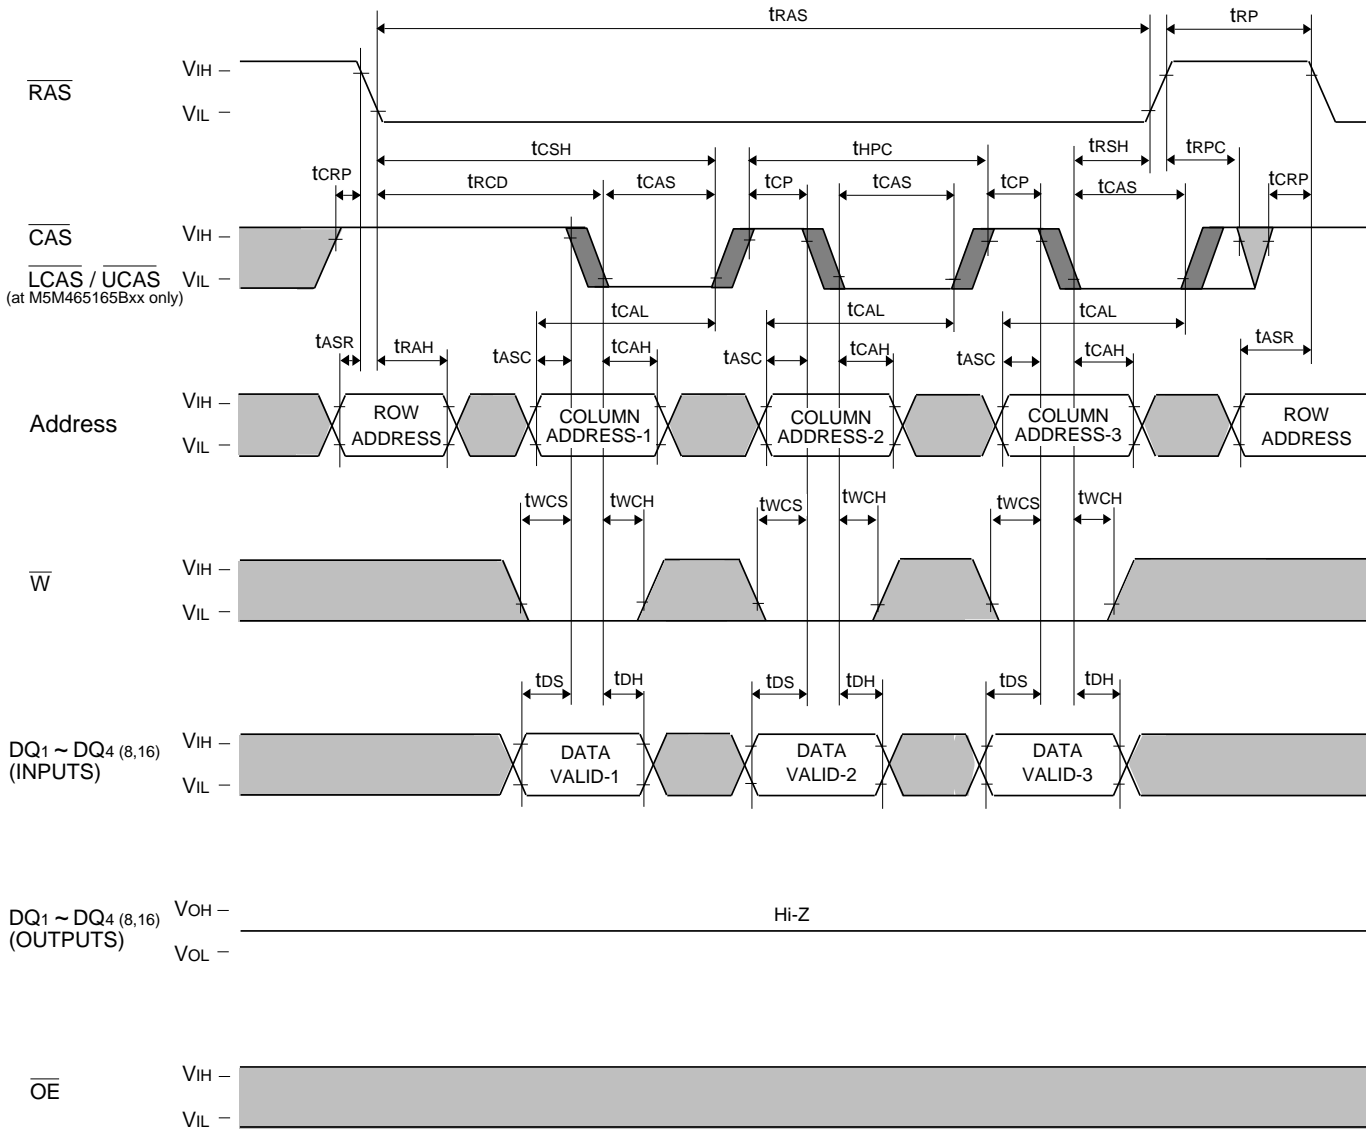 tRAS tRP
RAS VIH VIL
tCSH tHPC tRSH tRPC
tCRP tRCD tCAS tCP tCAS tCP tCAS tCRP
CAS VIH
LCAS / UCAS VIL
(at M5M465165Bxx only)
tCAL tCAL tCAL
tASR tRAH tASC tCAH tASC tCAH tASC tCAH tASR
Address VIH VIL
ROW ADDRESS
COLUMN ADDRESS-1
COLUMN ADDRESS-2
COLUMN ADDRESS-3
ROW ADDRESS
tWCS tWCH tWCS tWCH tWCS tWCH
W VIH VIL
tDS tDH tDS tDH tDS tDH
DQ1 ~ DQ4 (8,16) VIH
(INPUTS) VIL
DATA VALID-1
DATA VALID-2
DATA VALID-3
DQ1 ~ DQ4 (8,16) VOH
(OUTPUTS) VOL
Hi-Z
OE VIH VIL